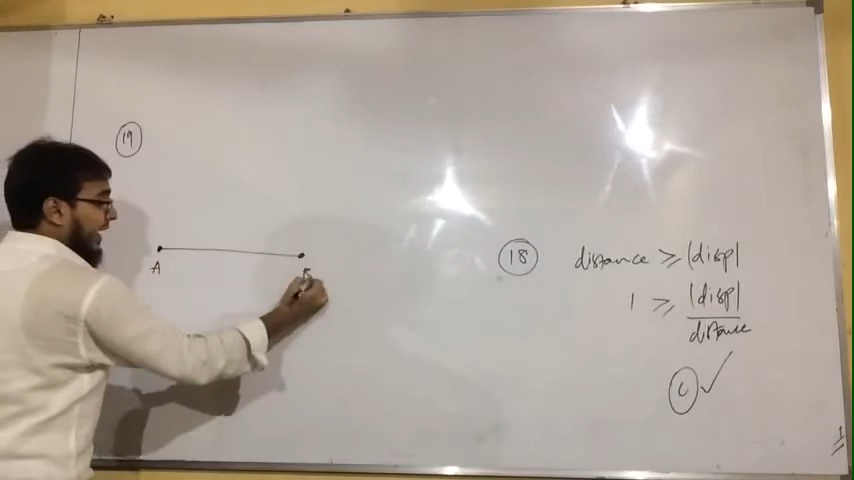 19
A
18 distance ⩾ |disp|
1 ⩾ |disp|
distance
C ✓